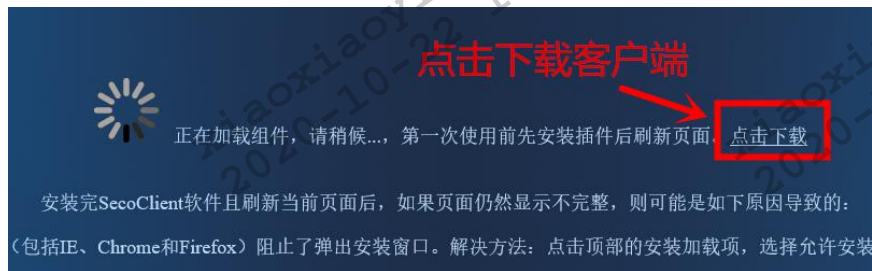 点击下载客户端
正在加载组件，请稍候...，第一次使用前先安装插件后刷新页面。点击下载
安装完SecoClient软件且刷新当前页面后，如果页面仍然显示不完整，则可能是如下原因导致的：
（包括IE、Chrome和Firefox）阻止了弹出安装窗口。解决方法：点击顶部的安装加载项，选择允许安装